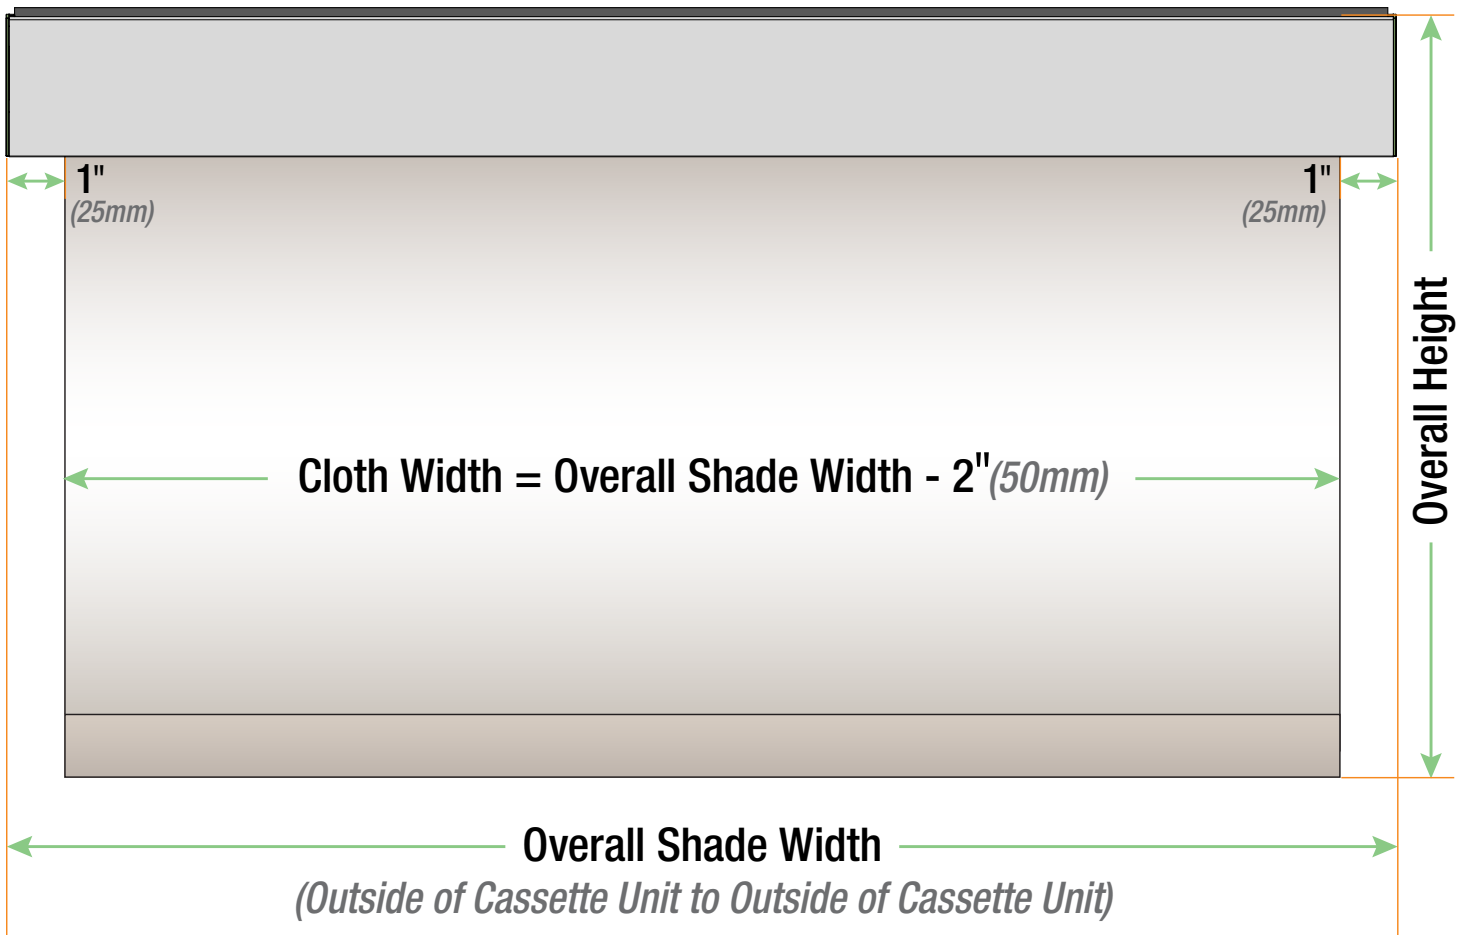 1" 1"
(25mm) (25mm)
Overall Height
Cloth Width = Overall Shade Width - 2"(50mm)
Overall Shade Width
(Outside of Cassette Unit to Outside of Cassette Unit)